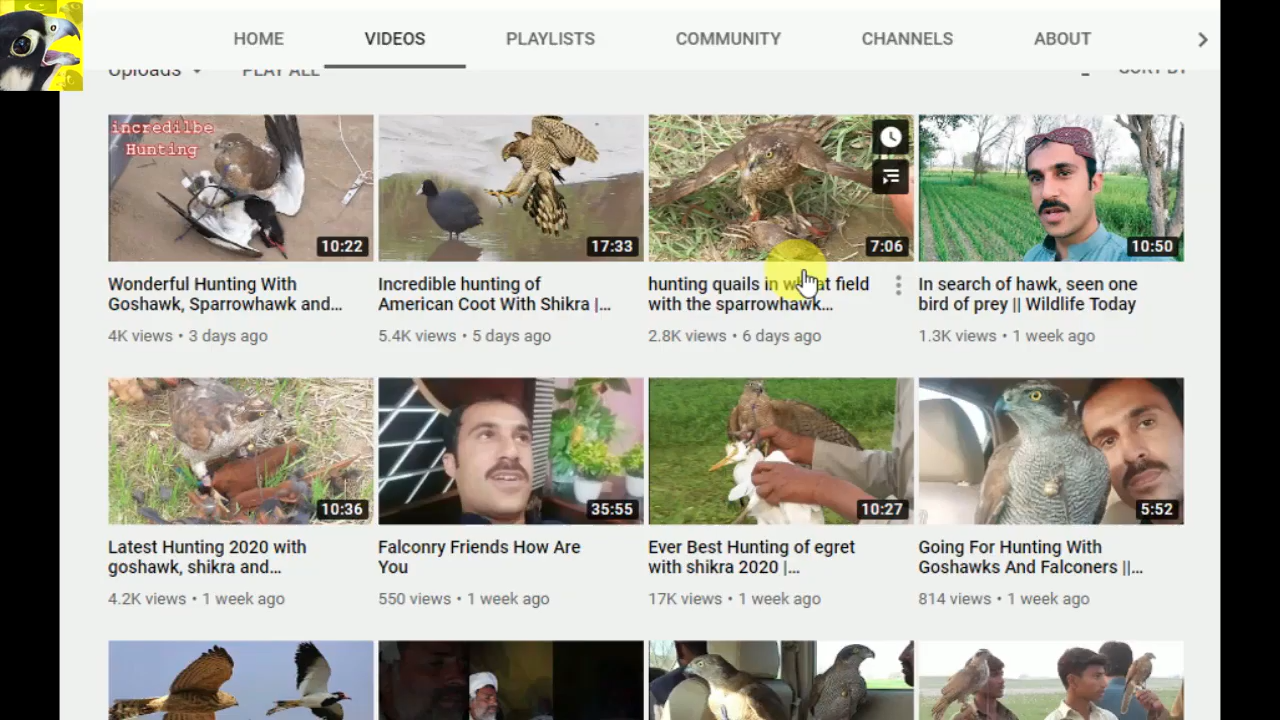 HOME VIDEOS PLAYLISTS COMMUNITY CHANNELS ABOUT
Uploads PLAY ALL SORT BY
incredilbe
Hunting
10:22
17:33
7:06
10:50
Wonderful Hunting With
Goshawk, Sparrowhawk and...
4K views • 3 days ago
Incredible hunting of
American Coot With Shikra |...
5.4K views • 5 days ago
hunting quails in wheat field
with the sparrowhawk...
2.8K views • 6 days ago
In search of hawk, seen one
bird of prey || Wildlife Today
1.3K views • 1 week ago
10:36
35:55
10:27
5:52
Latest Hunting 2020 with
goshawk, shikra and...
4.2K views • 1 week ago
Falconry Friends How Are
You
550 views • 1 week ago
Ever Best Hunting of egret
with shikra 2020 |...
17K views • 1 week ago
Going For Hunting With
Goshawks And Falconers ||...
814 views • 1 week ago